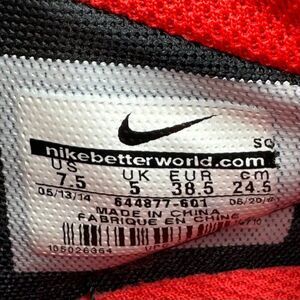 SQ
nikebetterworld.com
US UK EUR cm
7.5 5 38.5 24.5
05/13/14
644877-601
MADE IN CHINA
FABRIQUE EN CHINE